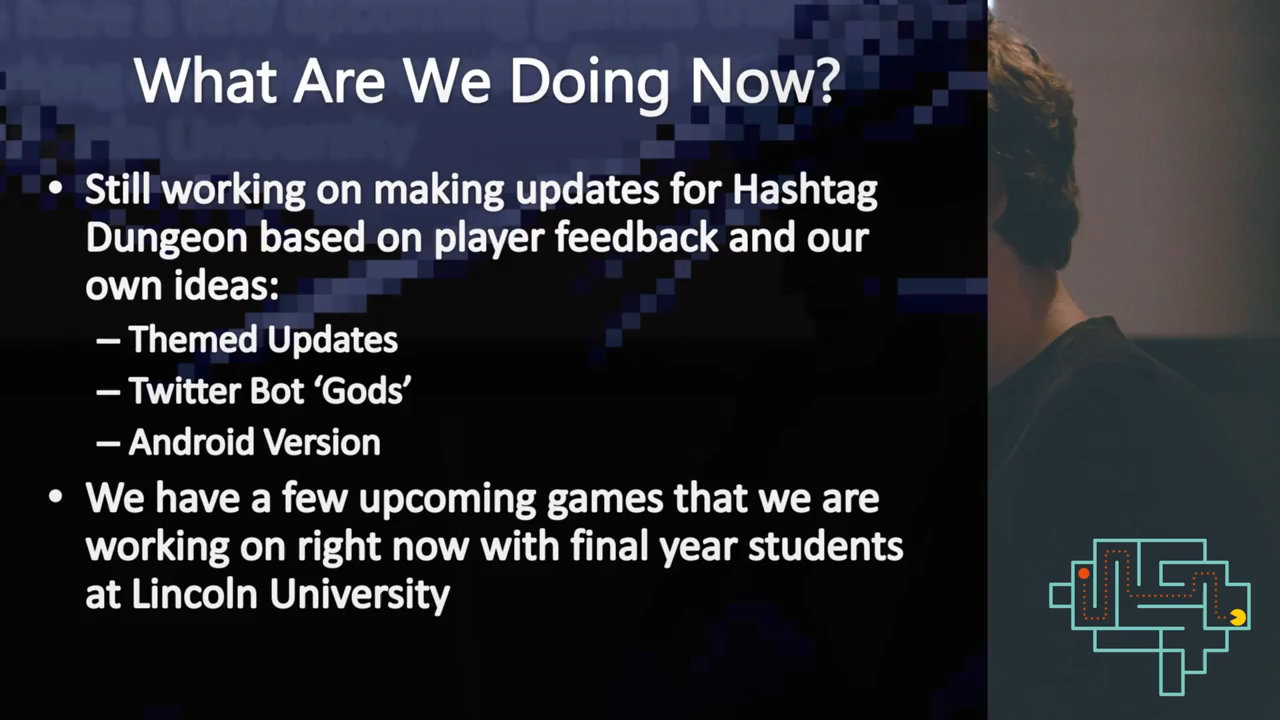 What Are We Doing Now?
• Still working on making updates for Hashtag
Dungeon based on player feedback and our
own ideas:
– Themed Updates
– Twitter Bot ‘Gods’
– Android Version
• We have a few upcoming games that we are
working on right now with final year students
at Lincoln University